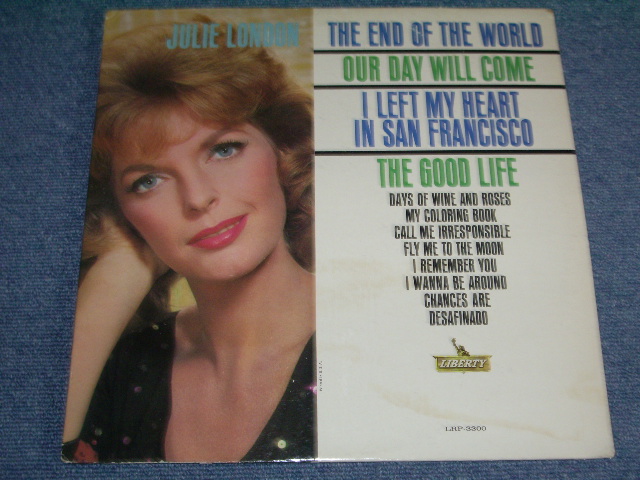 JULIE LONDON
THE END OF THE WORLD
OUR DAY WILL COME
I LEFT MY HEART
IN SAN FRANCISCO
THE GOOD LIFE
DAYS OF WINE AND ROSES
MY COLORING BOOK
CALL ME IRRESPONSIBLE
FLY ME TO THE MOON
I REMEMBER YOU
I WANNA BE AROUND
CHANCES ARE
DESAFINADO
LIBERTY
LRP-3300